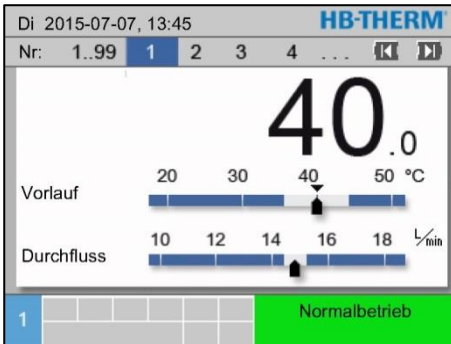 Di 2015-07-07, 13:45 HB-THERM
Nr: 1..99 1 2 3 4 ...
40.0
20 30 40 50 °C
Vorlauf
10 12 14 16 18 L/min
Durchfluss
1 Normalbetrieb